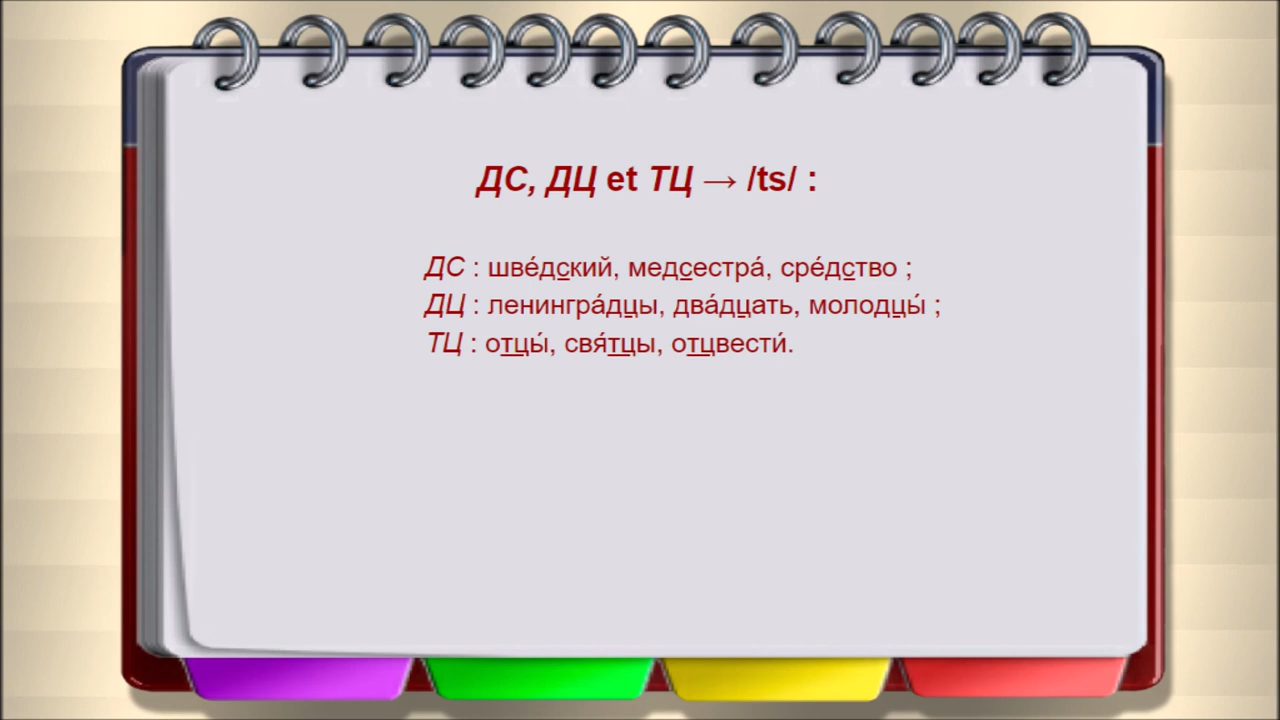 ДС, ДЦ et ТЦ → /ts/ :
ДС : шве́дский, медсестра́, сре́дство ;
ДЦ : ленингра́дцы, два́дцать, молодцы́ ;
ТЦ : отцы́, свя́тцы, отцвести́.